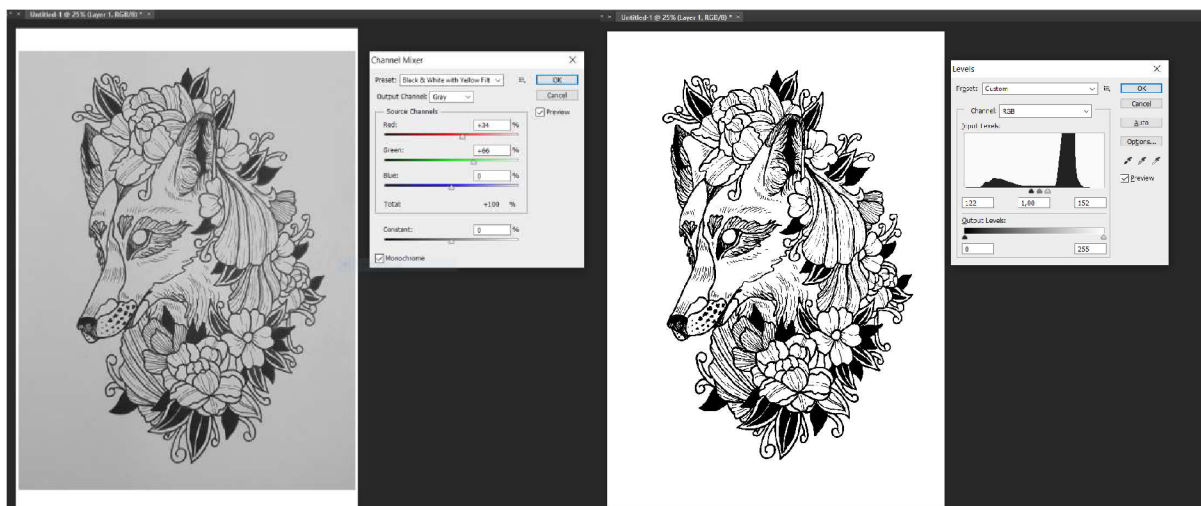 Untitled-1 @ 25% (Layer 1, RGB/8) * ×
Channel Mixer
Preset: Black & White with Yellow Filt
OK
Output Channel: Gray
Cancel
Source Channels
Preview
Red: +34 %
Green: +66 %
Blue: 0 %
Total: +100 %
Constant: 0 %
Monochrome
Untitled-1 @ 25% (Layer 1, RGB/8) * ×
Levels
Preset: Custom
OK
Channel: RGB
Cancel
Input Levels:
Auto
Options...
Preview
122 1,00 152
Output Levels:
0 255